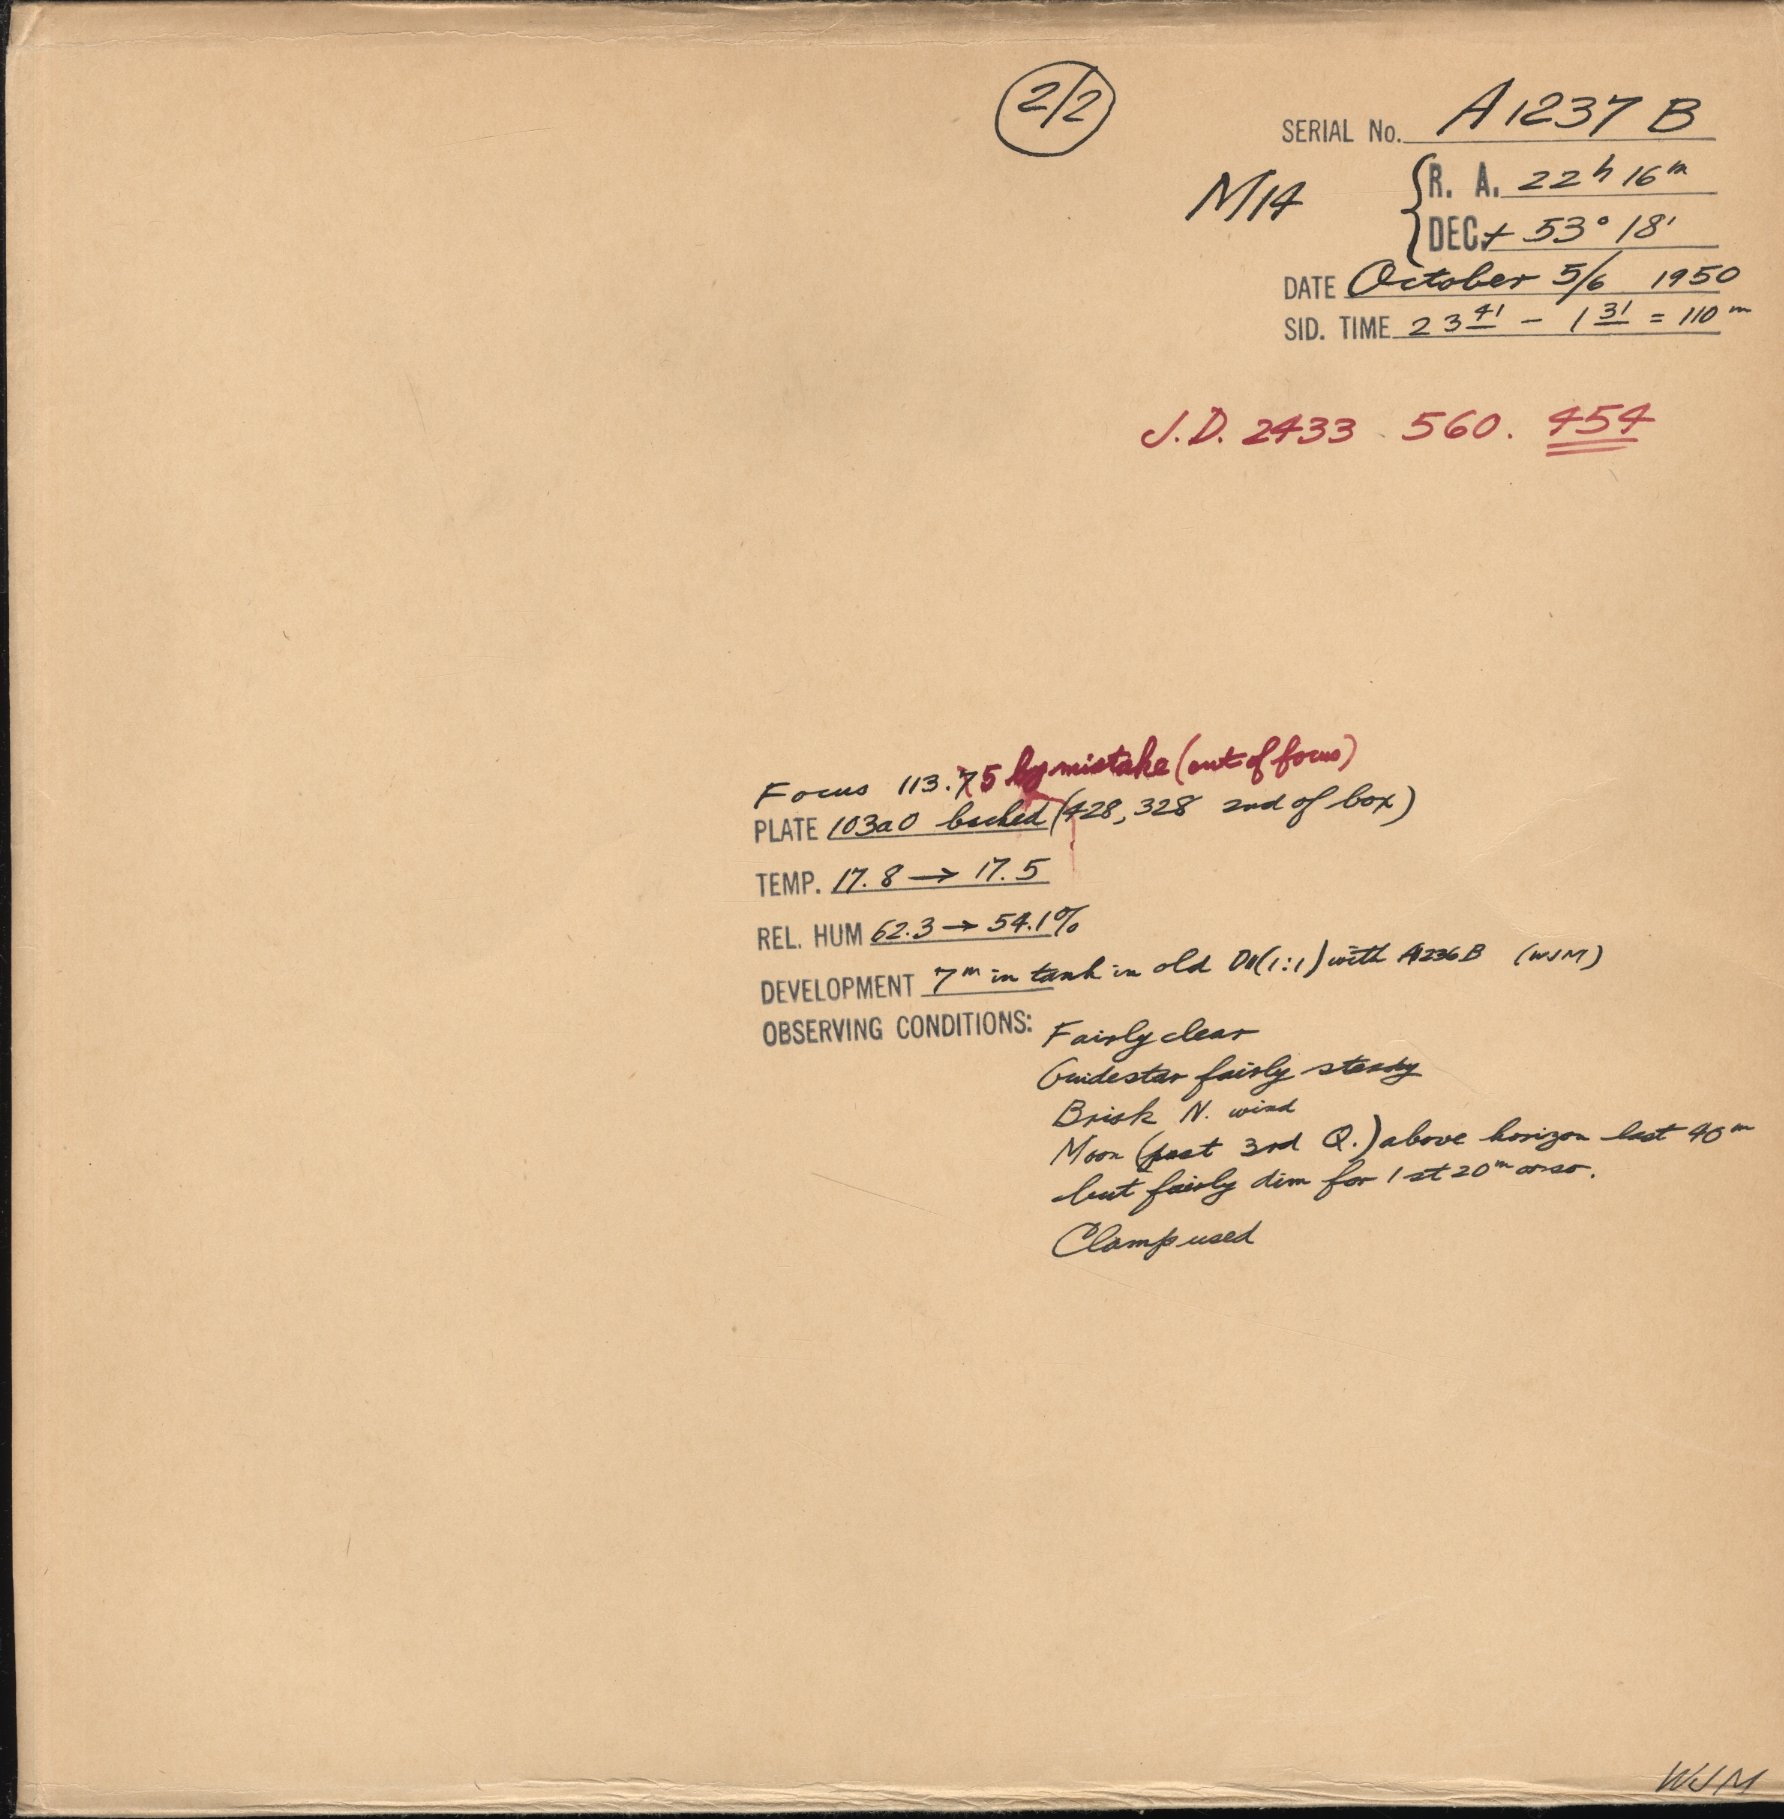 2/2
SERIAL No. A1237B
M14
R. A. 22h 16m
DEC. + 53° 18'
DATE October 5/6 1950
SID. TIME 23 41 - 1 31 = 110m
J.D. 2433 560. 454
Focus 113.75 by mistake (out of focus)
PLATE 103aO backed (428, 328 2nd of box)
TEMP. 17.8 → 17.5
REL. HUM 62.3 → 54.1%
DEVELOPMENT 7m in tank in old D11(1:1) with A1236B (WJM)
OBSERVING CONDITIONS: Fairly clear
Guidestar fairly steady
Brisk N. wind
Moon (past 3rd Q.) above horizon last 40m
but fairly dim for 1st 20m or so.
Clamp used
WJM